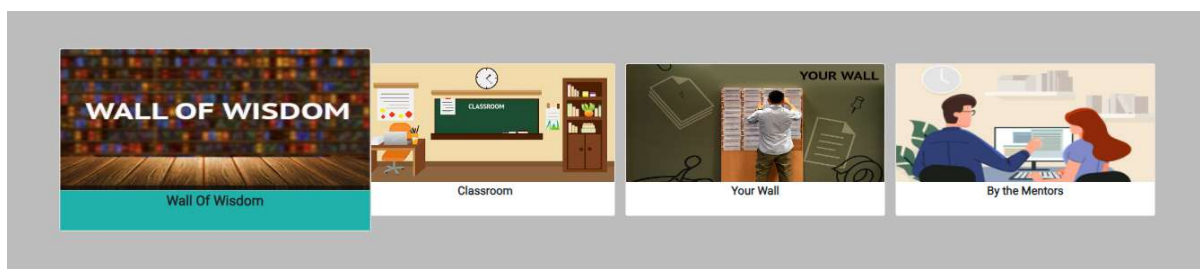 WALL OF WISDOM
Wall Of Wisdom
CLASSROOM
Classroom
YOUR WALL
Your Wall
By the Mentors